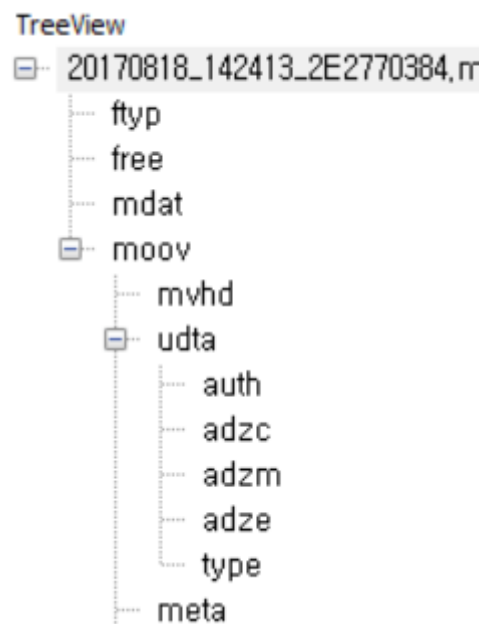 TreeView
20170818_142413_2E2770384.m
ftyp
free
mdat
moov
mvhd
udta
auth
adzc
adzm
adze
type
meta